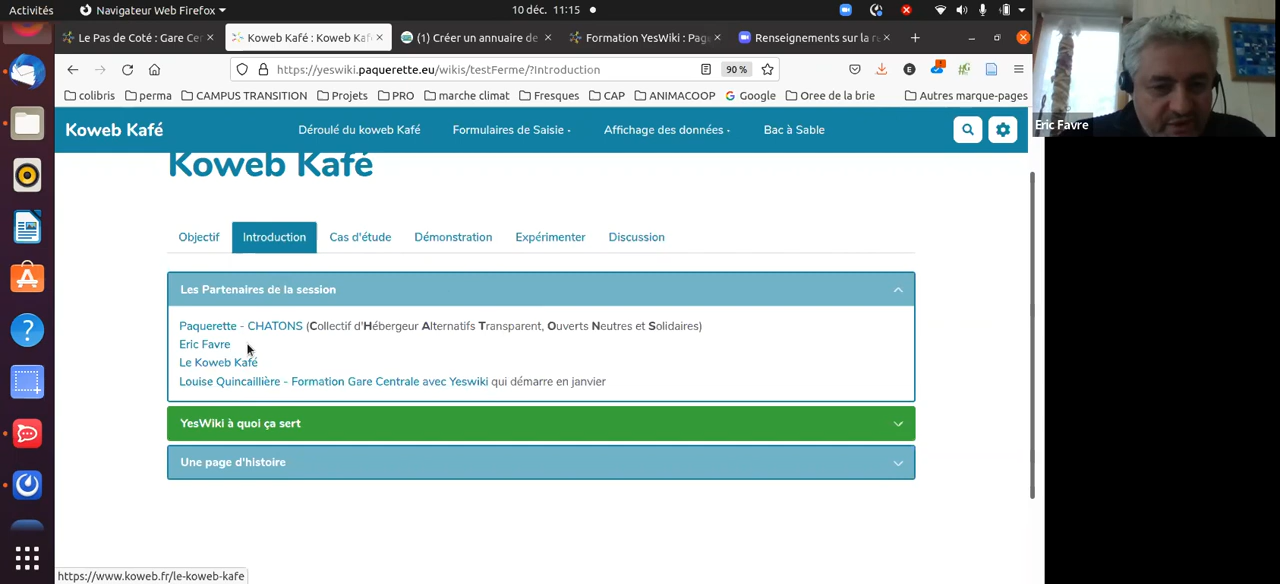 Activités
Navigateur Web Firefox
10 déc. 11:15
Le Pas de Coté : Gare Ce
Koweb Kafé : Koweb Kaf
(1) Créer un annuaire de
Formation YesWiki : Pag
Renseignements sur la r
https://yeswiki.paquerette.eu/wikis/testFerme/?Introduction
90 %
colibris
perma
CAMPUS TRANSITION
Projets
PRO
marche climat
Fresques
CAP
ANIMACOOP
Google
Oree de la brie
Autres marque-pages
Eric Favre
Koweb Kafé
Déroulé du koweb Kafé
Formulaires de Saisie
Affichage des données
Bac à Sable
Koweb Kafé
Objectif
Introduction
Cas d'étude
Démonstration
Expérimenter
Discussion
Les Partenaires de la session
Paquerette - CHATONS (Collectif d'Hébergeur Alternatifs Transparent, Ouverts Neutres et Solidaires)
Eric Favre
Le Koweb Kafé
Louise Quincaillière - Formation Gare Centrale avec Yeswiki qui démarre en janvier
YesWiki à quoi ça sert
Une page d'histoire
https://www.koweb.fr/le-koweb-kafe